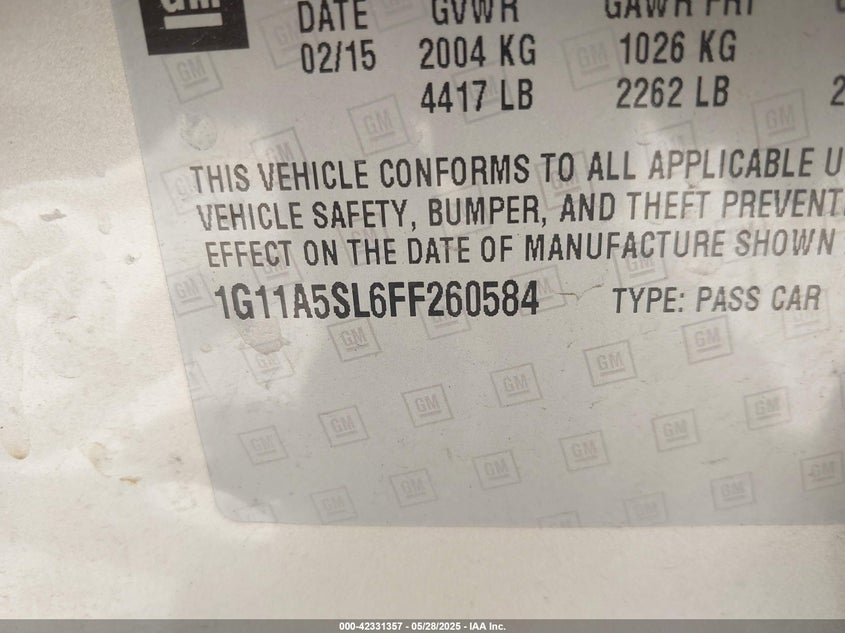 GM
DATE GVWR GAWR FRT
02/15 2004 KG 1026 KG
4417 LB 2262 LB 2
THIS VEHICLE CONFORMS TO ALL APPLICABLE U
VEHICLE SAFETY, BUMPER, AND THEFT PREVENT
EFFECT ON THE DATE OF MANUFACTURE SHOWN
1G11A5SL6FF260584 TYPE: PASS CAR
000-42331357 - 05/28/2025 - IAA Inc.